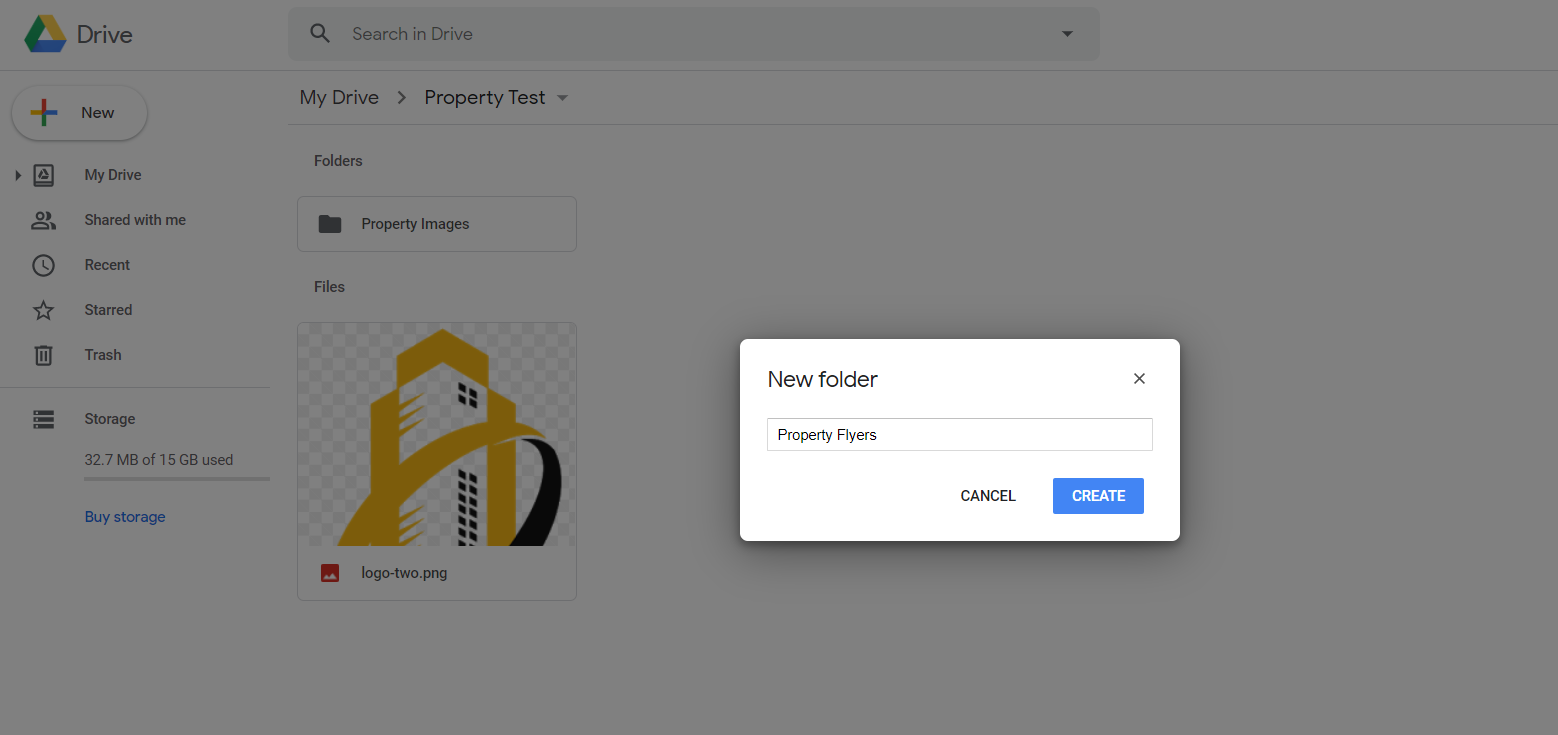 Drive
Search in Drive
New
My Drive
Shared with me
Recent
Starred
Trash
Storage
32.7 MB of 15 GB used
Buy storage
My Drive > Property Test
Folders
Property Images
Files
logo-two.png
New folder
Property Flyers
CANCEL CREATE